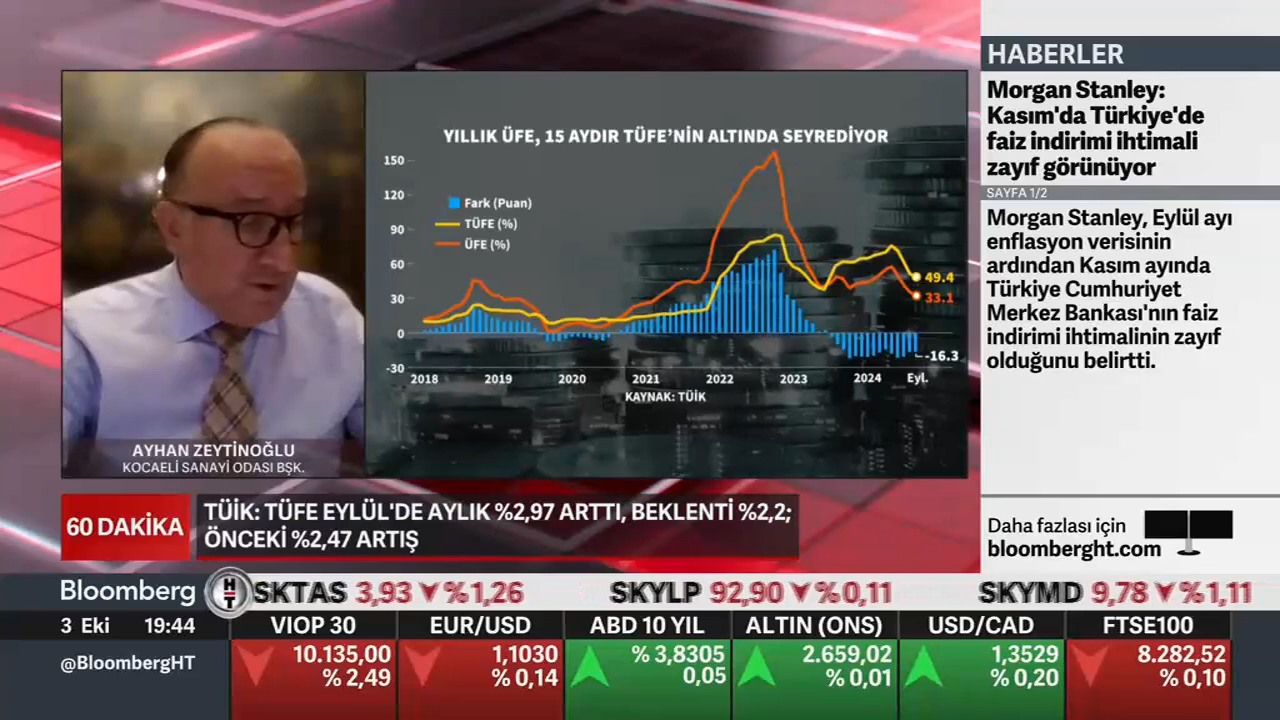 HABERLER
Morgan Stanley:
Kasım'da Türkiye'de
faiz indirimi ihtimali
zayıf görünüyor
SAYFA 1/2
Morgan Stanley, Eylül ayı
enflasyon verisinin
ardından Kasım ayında
Türkiye Cumhuriyet
Merkez Bankası'nın faiz
indirimi ihtimalinin zayıf
olduğunu belirtti.
Daha fazlası için
bloomberght.com
YILLIK ÜFE, 15 AYDIR TÜFE'NİN ALTINDA SEYREDİYOR
150
120
90
60
30
0
-30
Fark (Puan)
TÜFE (%)
ÜFE (%)
49.4
33.1
-16.3
2018 2019 2020 2021 2022 2023 2024 Eyl.
KAYNAK: TÜİK
AYHAN ZEYTİNOĞLU
KOCAELİ SANAYİ ODASI BŞK.
60 DAKİKA
TÜİK: TÜFE EYLÜL'DE AYLIK %2,97 ARTTI, BEKLENTİ %2,2;
ÖNCEKİ %2,47 ARTIŞ
Bloomberg HT
SKTAS 3,93 %1,26 SKYLP 92,90 %0,11 SKYMD 9,78 %1,11
3 Eki 19:44
@BloombergHT
VIOP 30 EUR/USD ABD 10 YIL ALTIN (ONS) USD/CAD FTSE100
10.135,00 1,1030 % 3,8305 2.659,02 1,3529 8.282,52
% 2,49 % 0,14 0,05 % 0,01 % 0,20 % 0,10